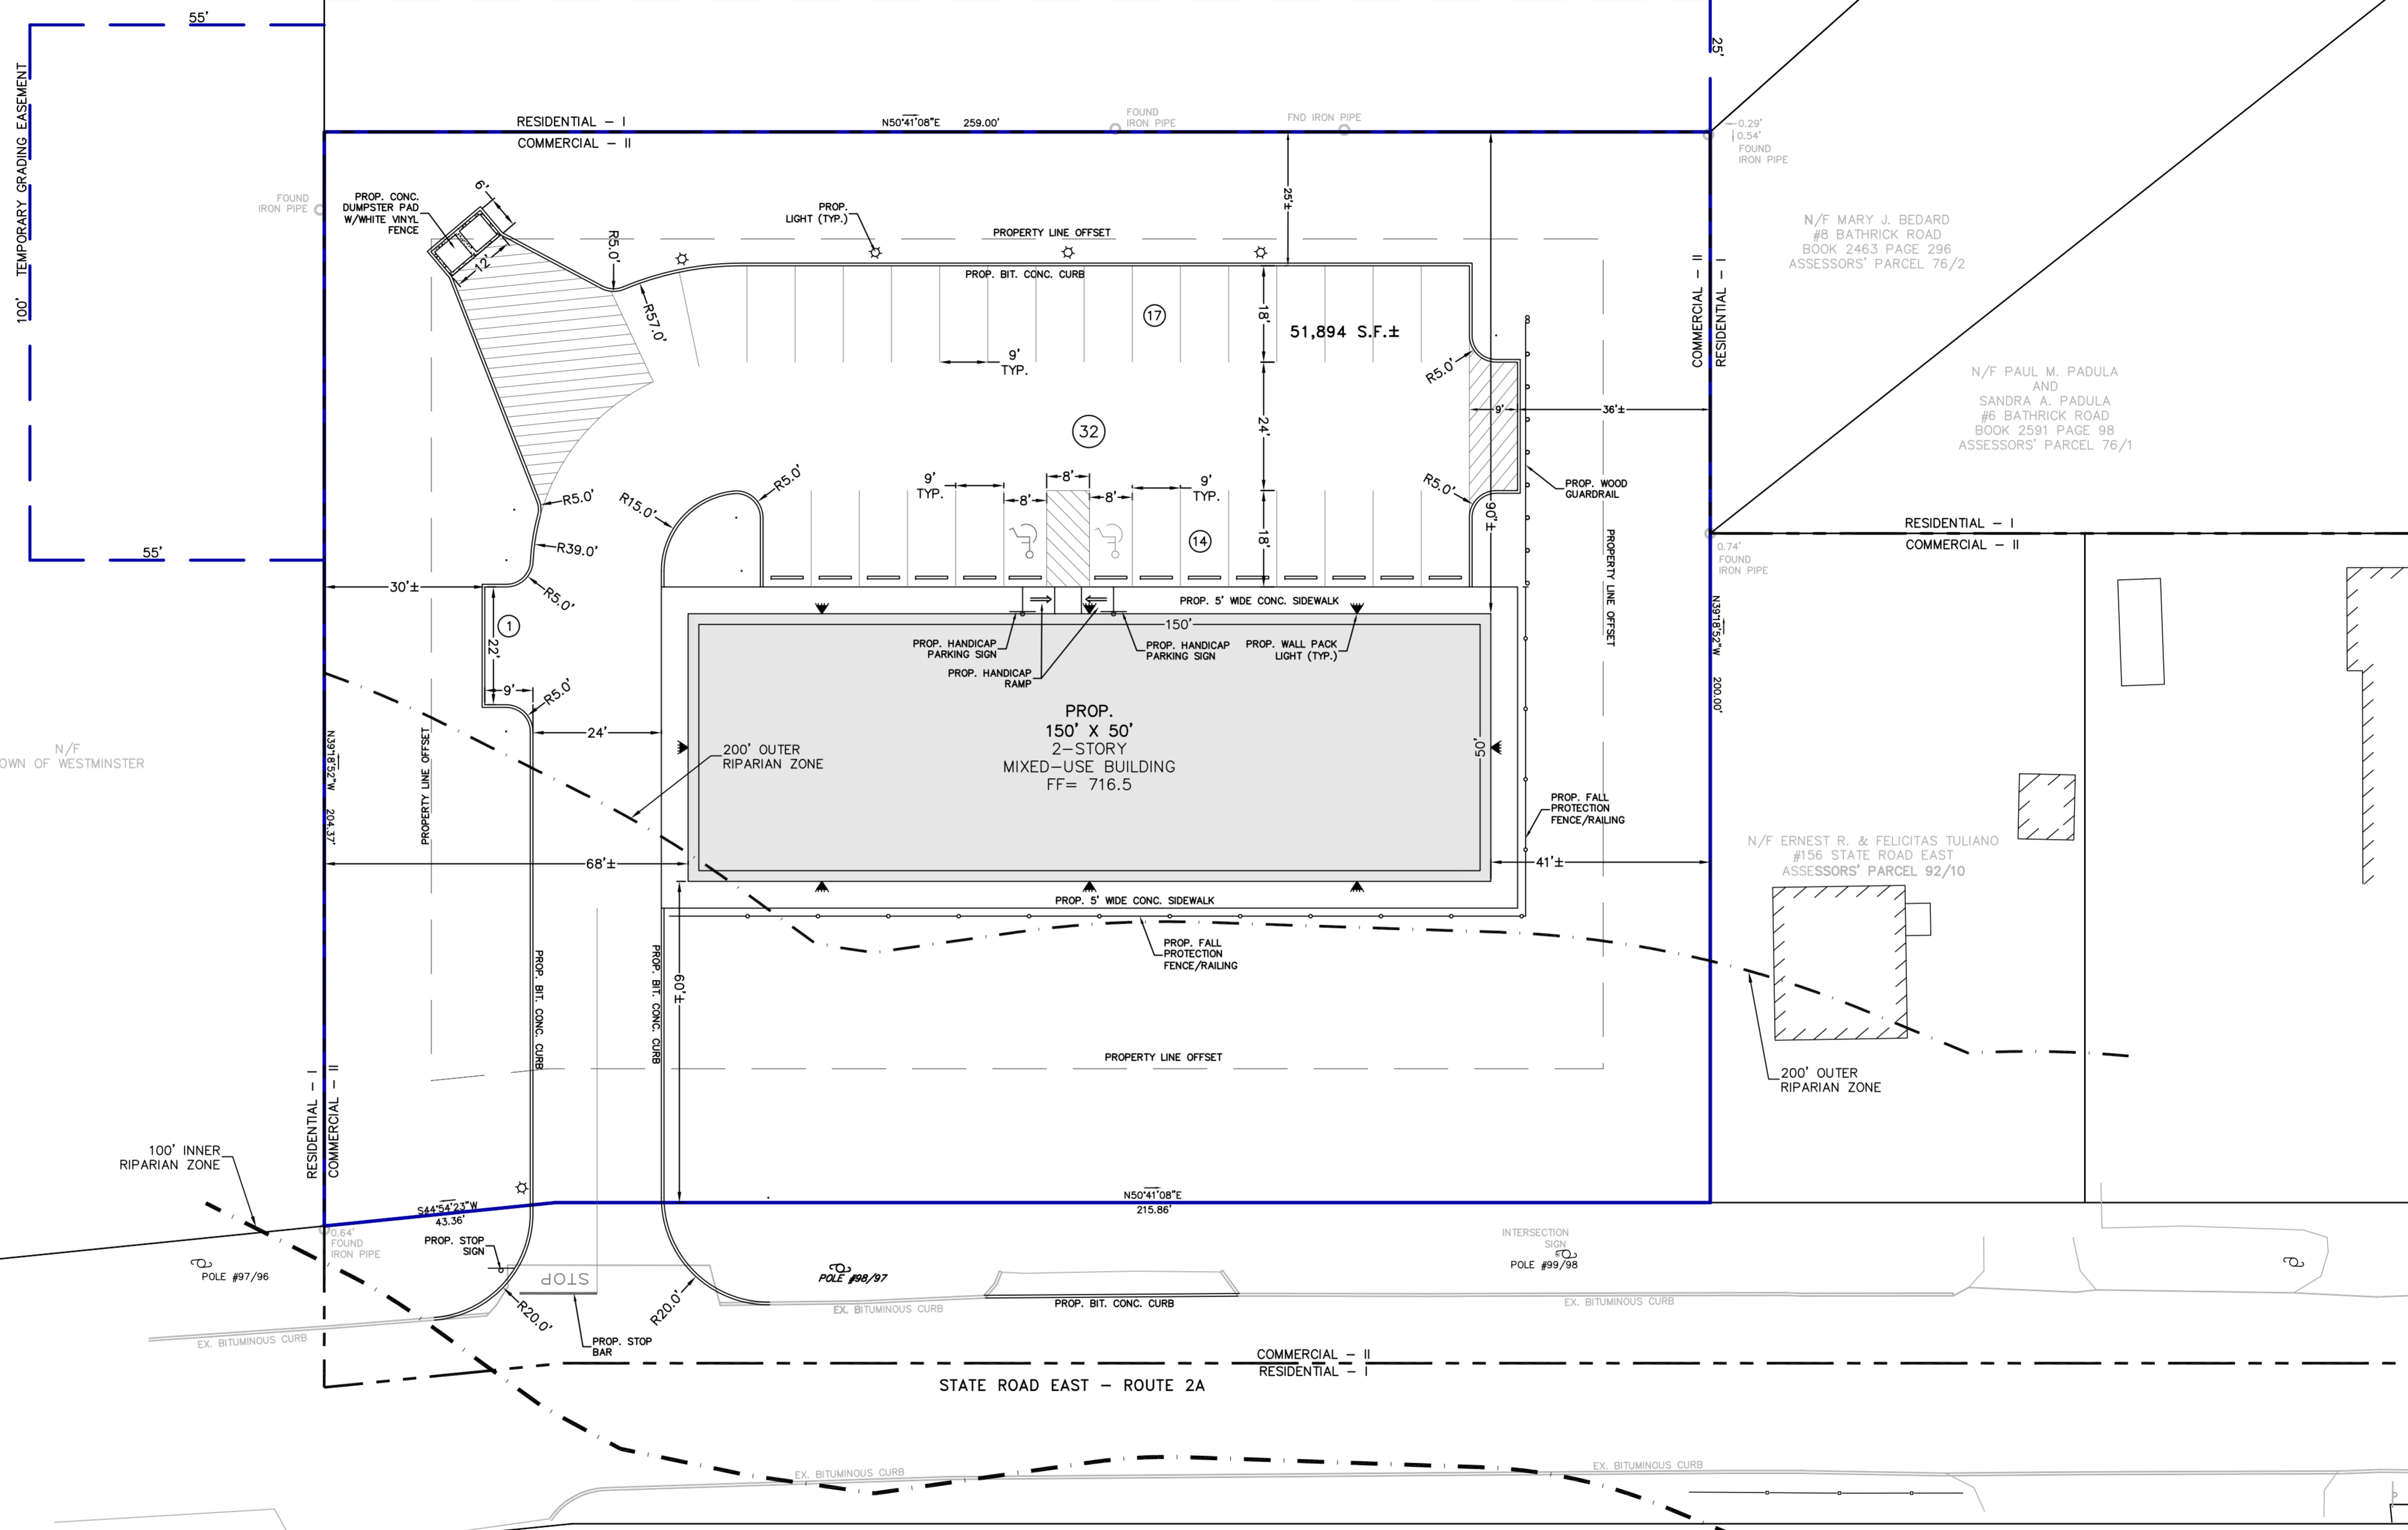 55'
25'
100' TEMPORARY GRADING EASEMENT
55'
RESIDENTIAL - I
COMMERCIAL - II
N50°41'08"E 259.00'
FOUND
IRON PIPE
FND IRON PIPE
0.29'
0.54'
FOUND
IRON PIPE
FOUND
IRON PIPE
PROP. CONC.
DUMPSTER PAD
W/WHITE VINYL
FENCE
6'
12'
R5.0'
R57.0'
PROP.
LIGHT (TYP.)
PROPERTY LINE OFFSET
PROP. BIT. CONC. CURB
25'±
17
18'
51,894 S.F.±
9'
TYP.
R5.0'
N/F MARY J. BEDARD
#8 BATHRICK ROAD
BOOK 2463 PAGE 296
ASSESSORS' PARCEL 76/2
COMMERCIAL - II
RESIDENTIAL - I
N/F PAUL M. PADULA
AND
SANDRA A. PADULA
#6 BATHRICK ROAD
BOOK 2591 PAGE 98
ASSESSORS' PARCEL 76/1
9'
36'±
32
24'
R5.0'
R39.0'
R5.0'
R15.0'
R5.0'
9'
TYP.
8'
8'
8'
9'
TYP.
14
18'
R5.0'
90'±
PROP. WOOD
GUARDRAIL
PROPERTY LINE OFFSET
RESIDENTIAL - I
COMMERCIAL - II
0.74'
FOUND
IRON PIPE
30'±
1
22'
9'
R5.0'
24'
PROP. 5' WIDE CONC. SIDEWALK
150'
PROP. HANDICAP
PARKING SIGN
PROP. HANDICAP
RAMP
PROP. HANDICAP
PARKING SIGN
PROP. WALL PACK
LIGHT (TYP.)
N39°18'52"W 200.00'
N/F
OWN OF WESTMINSTER
N39°18'52"W 204.37'
PROPERTY LINE OFFSET
200' OUTER
RIPARIAN ZONE
PROP.
150' X 50'
2-STORY
MIXED-USE BUILDING
FF= 716.5
50'
PROP. FALL
PROTECTION
FENCE/RAILING
68'±
41'±
N/F ERNEST R. & FELICITAS TULIANO
#156 STATE ROAD EAST
ASSESSORS' PARCEL 92/10
PROP. 5' WIDE CONC. SIDEWALK
PROP. FALL
PROTECTION
FENCE/RAILING
PROP. BIT. CONC. CURB
PROP. BIT. CONC. CURB
60'±
PROPERTY LINE OFFSET
200' OUTER
RIPARIAN ZONE
RESIDENTIAL - I
COMMERCIAL - II
100' INNER
RIPARIAN ZONE
S44°54'23"W
43.36'
N50°41'08"E
215.86'
0.64'
FOUND
IRON PIPE
PROP. STOP
SIGN
STOP
POLE #97/96
POLE #98/97
INTERSECTION
SIGN
POLE #99/98
R20.0'
R20.0'
EX. BITUMINOUS CURB
EX. BITUMINOUS CURB
PROP. BIT. CONC. CURB
EX. BITUMINOUS CURB
PROP. STOP
BAR
COMMERCIAL - II
RESIDENTIAL - I
STATE ROAD EAST - ROUTE 2A
EX. BITUMINOUS CURB
EX. BITUMINOUS CURB